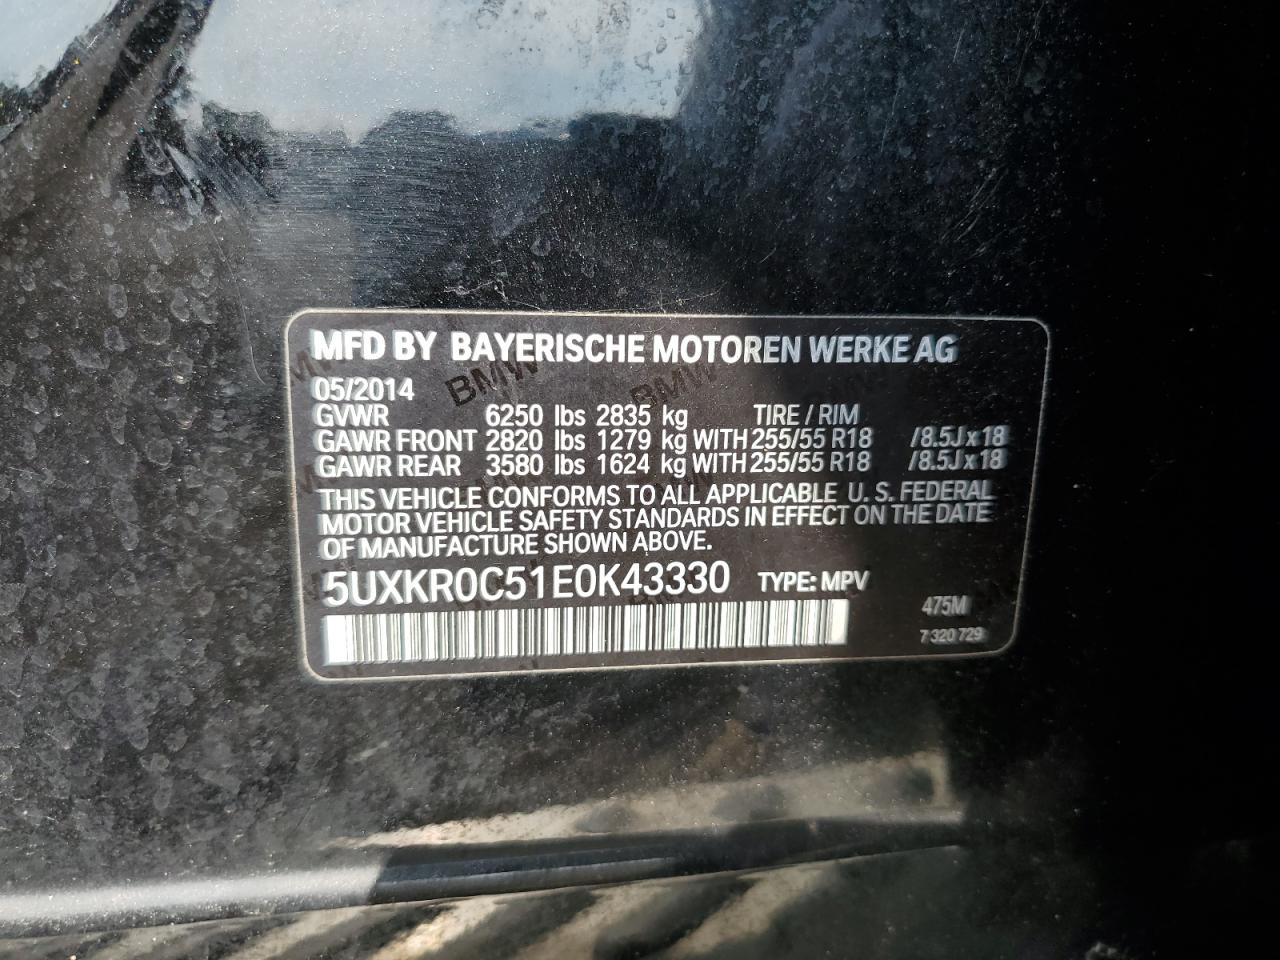 MFD BY BAYERISCHE MOTOREN WERKE AG
05/2014
GVWR 6250 lbs 2835 kg TIRE / RIM
GAWR FRONT 2820 lbs 1279 kg WITH 255/55 R18 /8.5J x 18
GAWR REAR 3580 lbs 1624 kg WITH 255/55 R18 /8.5J x 18
THIS VEHICLE CONFORMS TO ALL APPLICABLE U. S. FEDERAL
MOTOR VEHICLE SAFETY STANDARDS IN EFFECT ON THE DATE
OF MANUFACTURE SHOWN ABOVE.
5UXKR0C51E0K43330 TYPE: MPV
475M
7 320 729
BMW
BMW